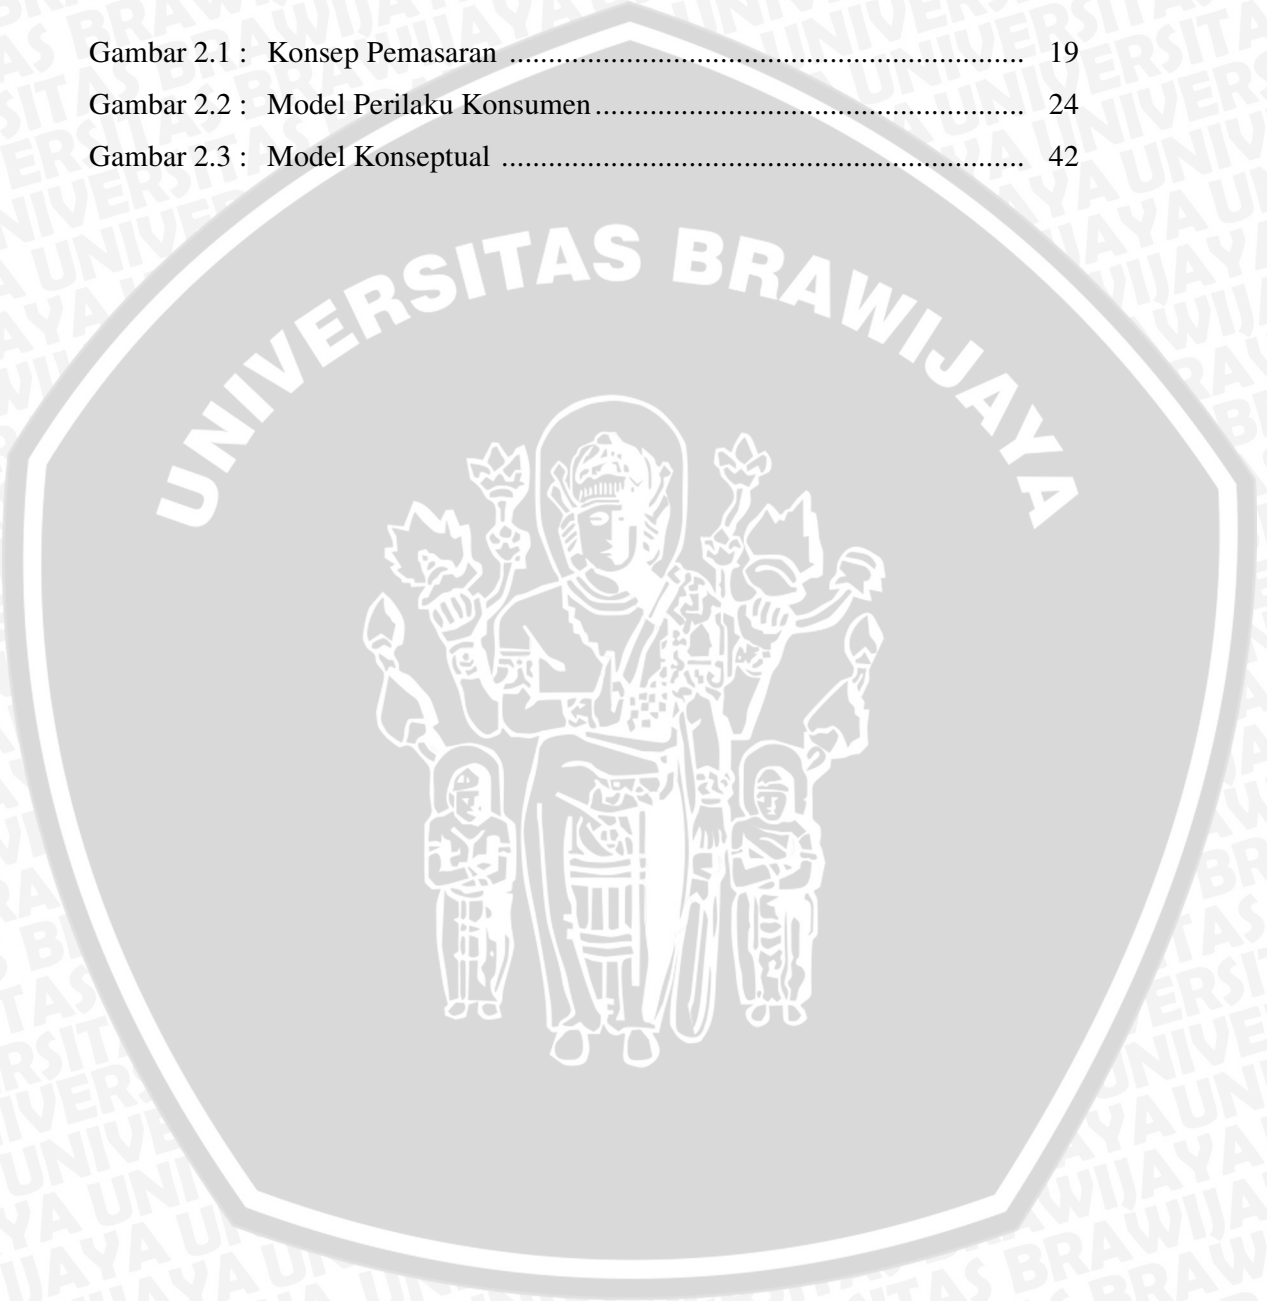 Gambar 2.1 : Konsep Pemasaran .................................................................. 19
Gambar 2.2 : Model Perilaku Konsumen....................................................... 24
Gambar 2.3 : Model Konseptual ................................................................... 42
UNIVERSITAS BRAWIJAYA